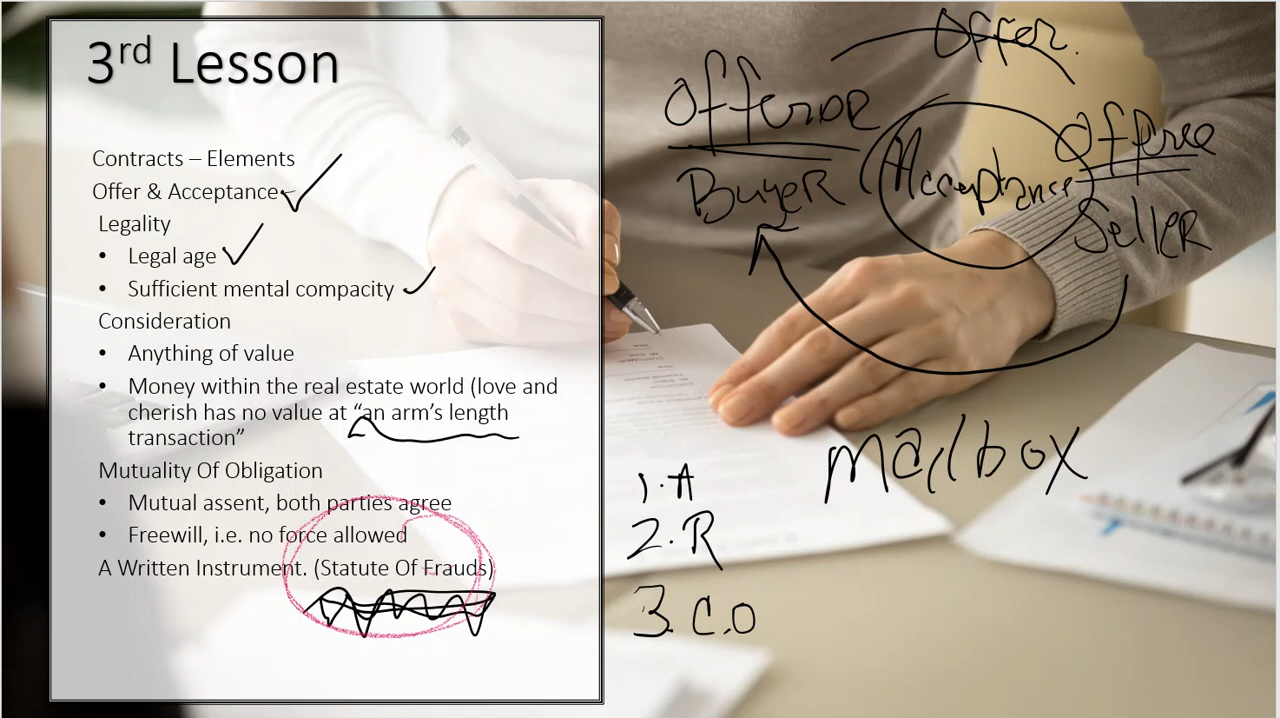 3rd Lesson
Contracts – Elements
Offer & Acceptance
Legality
• Legal age
• Sufficient mental compacity
Consideration
• Anything of value
• Money within the real estate world (love and
cherish has no value at “an arm’s length
transaction”
Mutuality Of Obligation
• Mutual assent, both parties agree
• Freewill, i.e. no force allowed
A Written Instrument. (Statute Of Frauds)
Offer.
Offeror
Offeree
Acceptance
Buyer
Seller
mailbox
1. A
2. R
3. C.O